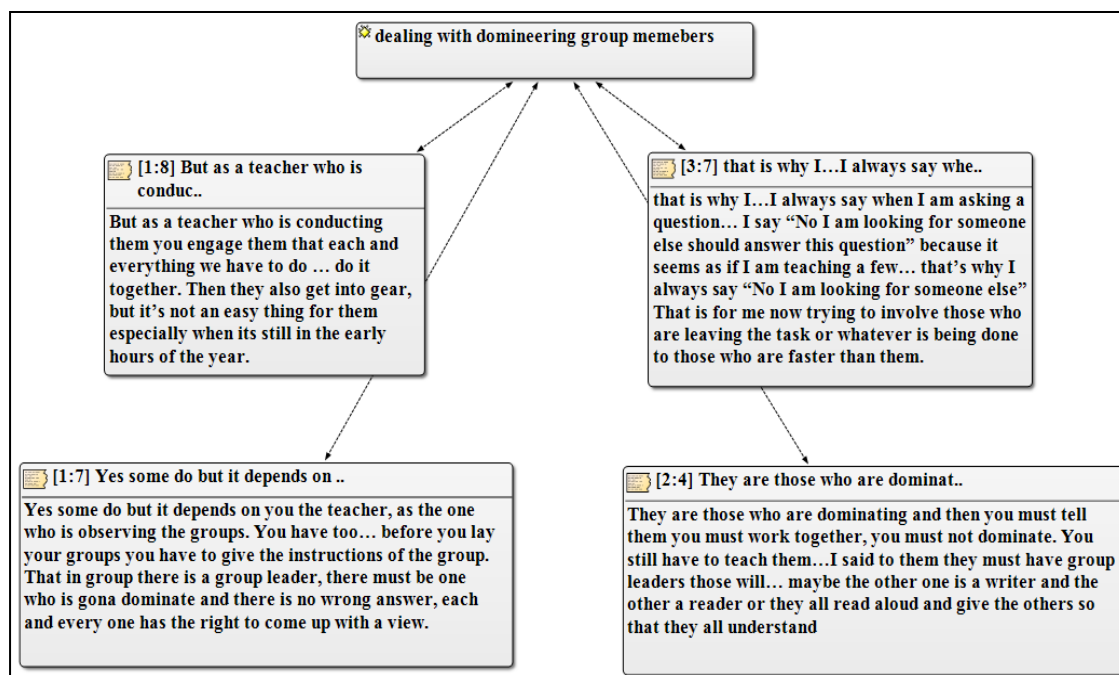 dealing with domineering group memebers
[1:8] But as a teacher who is
conduc..
But as a teacher who is conducting
them you engage them that each and
everything we have to do … do it
together. Then they also get into gear,
but it’s not an easy thing for them
especially when its still in the early
hours of the year.
[3:7] that is why I…I always say whe..
that is why I…I always say when I am asking a
question… I say “No I am looking for someone
else should answer this question” because it
seems as if I am teaching a few… that’s why I
always say “No I am looking for someone else”
That is for me now trying to involve those who
are leaving the task or whatever is being done
to those who are faster than them.
[1:7] Yes some do but it depends on ..
Yes some do but it depends on you the teacher, as the one
who is observing the groups. You have too… before you lay
your groups you have to give the instructions of the group.
That in group there is a group leader, there must be one
who is gona dominate and there is no wrong answer, each
and every one has the right to come up with a view.
[2:4] They are those who are dominat..
They are those who are dominating and then you must tell
them you must work together, you must not dominate. You
still have to teach them…I said to them they must have group
leaders those will… maybe the other one is a writer and the
other a reader or they all read aloud and give the others so
that they all understand